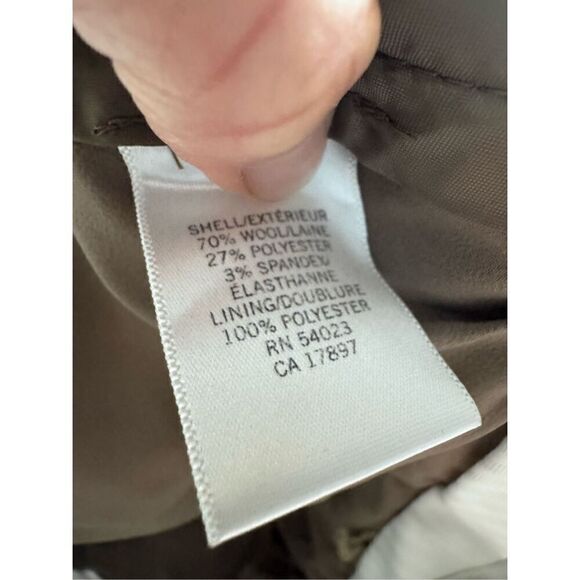 SHELL/EXTÉRIEUR
70% WOOL/LAINE
27% POLYESTER
3% SPANDEX/
ÉLASTHANNE
LINING/DOUBLURE
100% POLYESTER
RN 54023
CA 17897